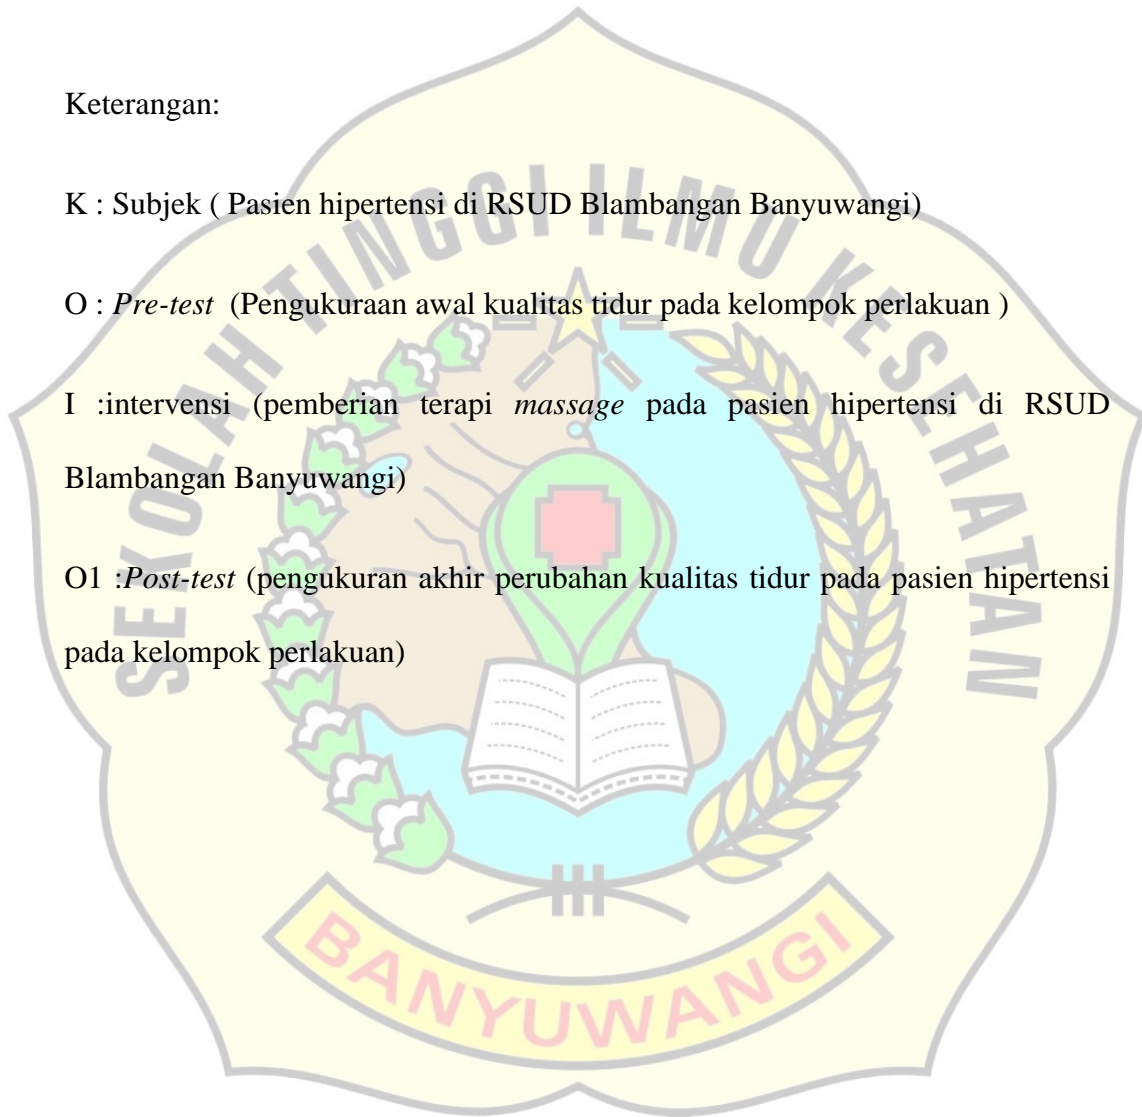 Keterangan:
K : Subjek ( Pasien hipertensi di RSUD Blambangan Banyuwangi)
O : Pre-test (Pengukuraan awal kualitas tidur pada kelompok perlakuan )
I :intervensi (pemberian terapi massage pada pasien hipertensi di RSUD
Blambangan Banyuwangi)
O1 :Post-test (pengukuran akhir perubahan kualitas tidur pada pasien hipertensi
pada kelompok perlakuan)
SEKOLAH TINGGI ILMU KESEHATAN
BANYUWANGI